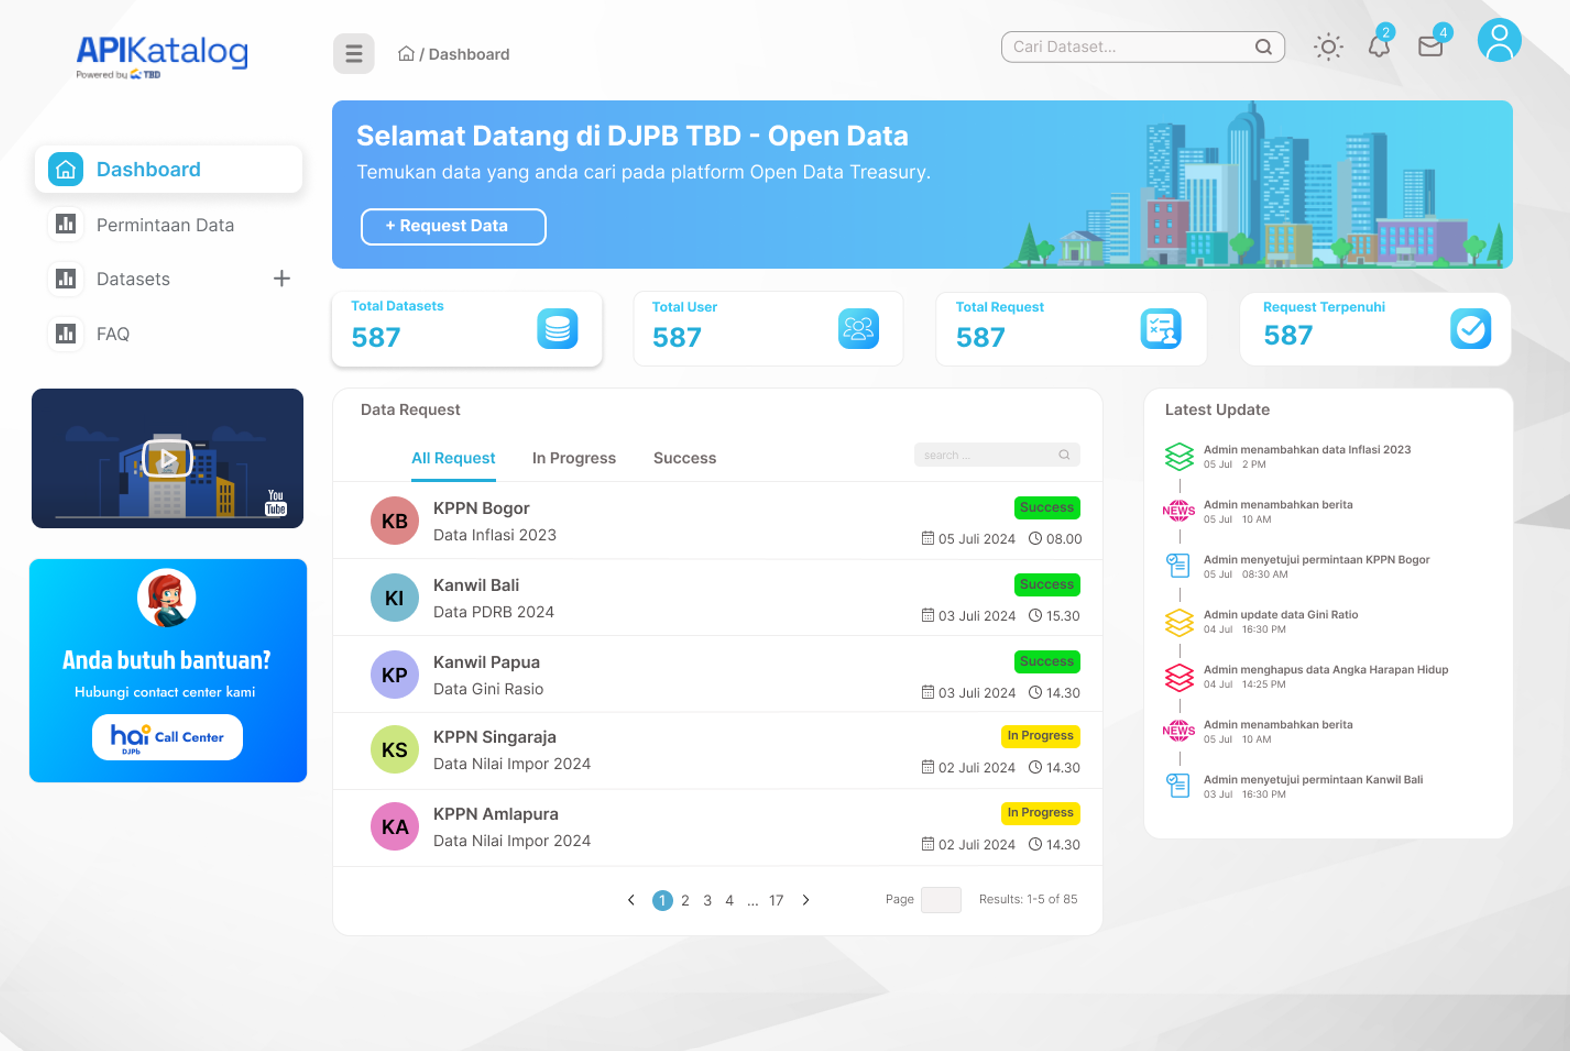 APIKatalog
Powered by TBD
/ Dashboard
Cari Dataset...
2
4
Dashboard
Permintaan Data
Datasets
FAQ
Selamat Datang di DJPB TBD - Open Data
Temukan data yang anda cari pada platform Open Data Treasury.
+ Request Data
Total Datasets
587
Total User
587
Total Request
587
Request Terpenuhi
587
You
Tube
Anda butuh bantuan?
Hubungi contact center kami
hai DJPb Call Center
Data Request
All Request
In Progress
Success
search ...
KB
KPPN Bogor
Data Inflasi 2023
Success
05 Juli 2024
08.00
KI
Kanwil Bali
Data PDRB 2024
Success
03 Juli 2024
15.30
KP
Kanwil Papua
Data Gini Rasio
Success
03 Juli 2024
14.30
KS
KPPN Singaraja
Data Nilai Impor 2024
In Progress
02 Juli 2024
14.30
KA
KPPN Amlapura
Data Nilai Impor 2024
In Progress
02 Juli 2024
14.30
< 1 2 3 4 ... 17 >
Page
Results: 1-5 of 85
Latest Update
Admin menambahkan data Inflasi 2023
05 Jul 2 PM
NEWS
Admin menambahkan berita
05 Jul 10 AM
Admin menyetujui permintaan KPPN Bogor
05 Jul 08:30 AM
Admin update data Gini Ratio
04 Jul 16:30 PM
Admin menghapus data Angka Harapan Hidup
04 Jul 14:25 PM
NEWS
Admin menambahkan berita
05 Jul 10 AM
Admin menyetujui permintaan Kanwil Bali
03 Jul 16:30 PM